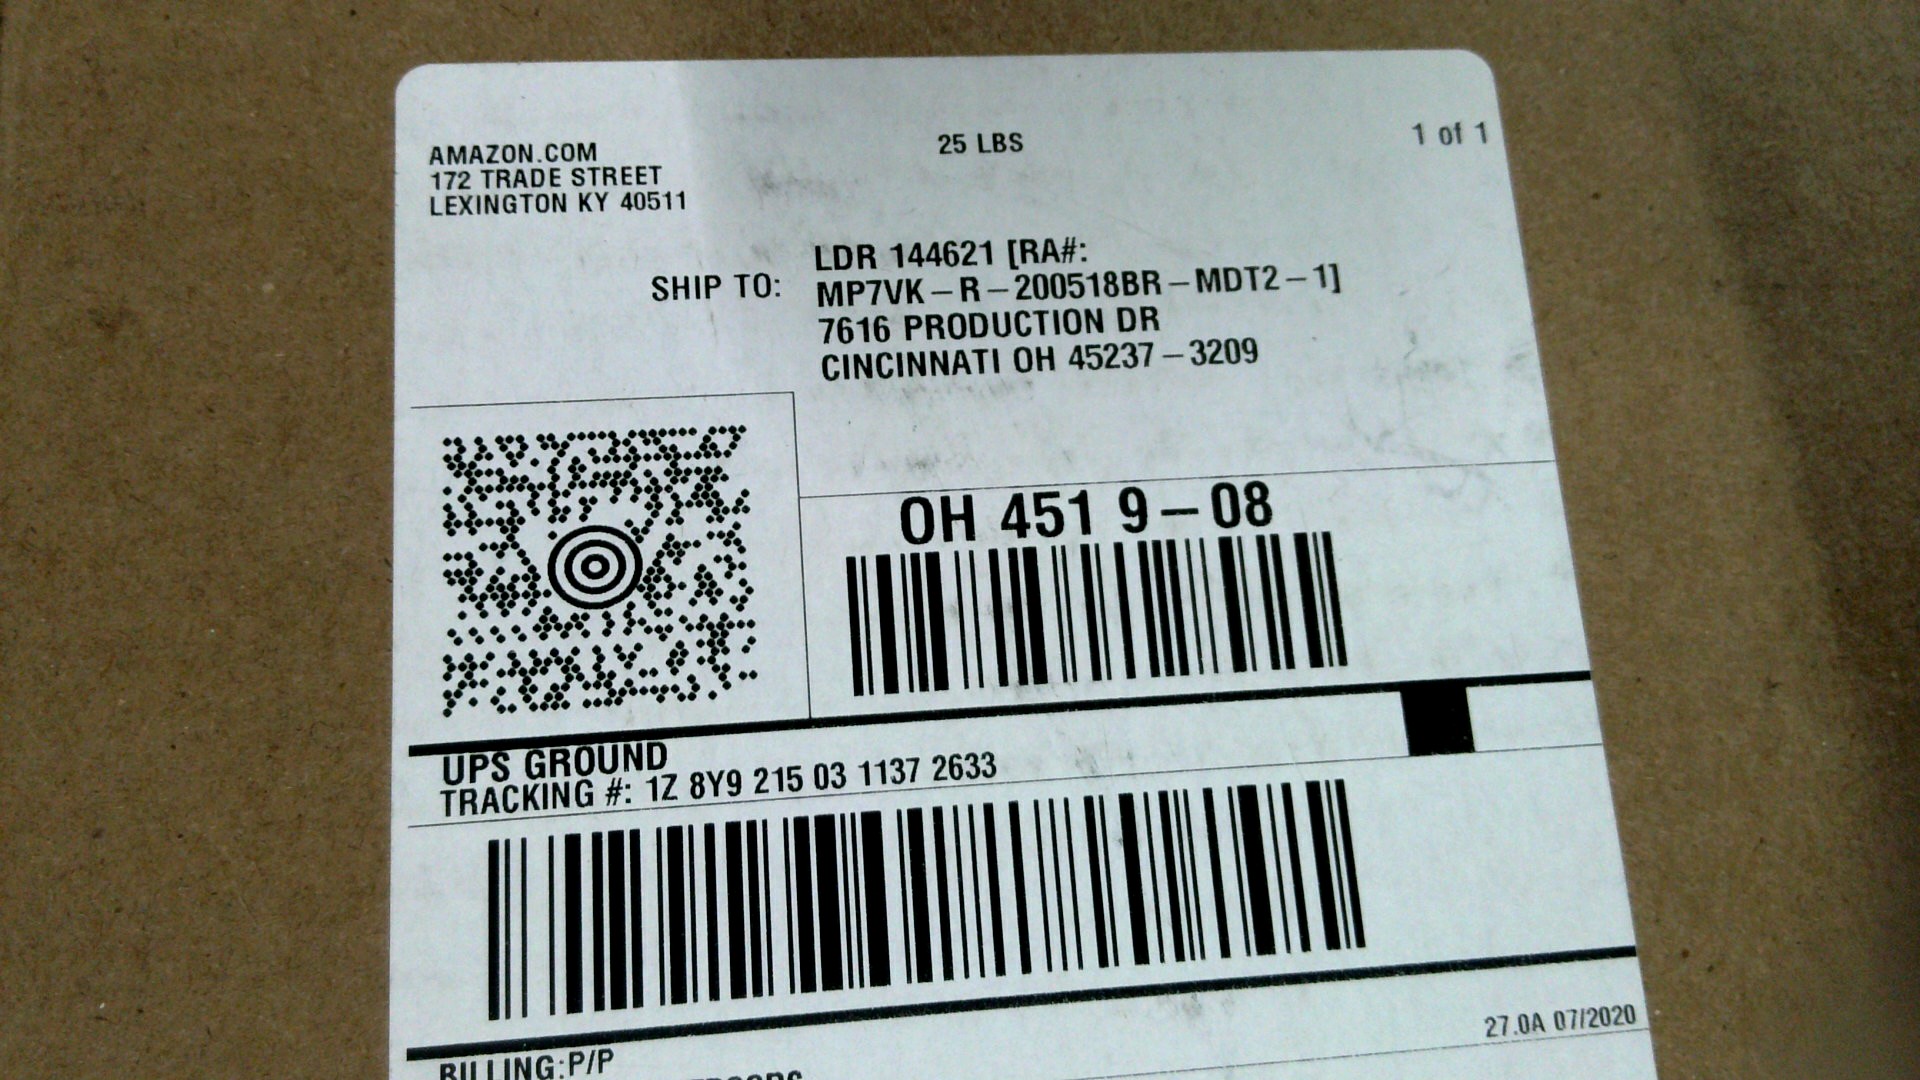 AMAZON.COM
172 TRADE STREET
LEXINGTON KY 40511
25 LBS
1 of 1
SHIP TO:
LDR 144621 [RA#:
MP7VK-R-200518BR-MDT2-1]
7616 PRODUCTION DR
CINCINNATI OH 45237-3209
OH 451 9-08
UPS GROUND
TRACKING #: 1Z 8Y9 215 03 1137 2633
27.0A 07/2020
BILLING:P/P